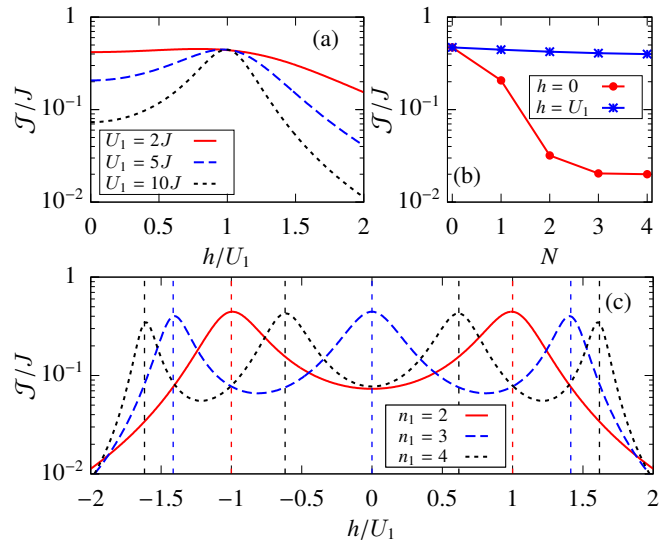 (a)
𝒥/J
1
10⁻¹
10⁻²
U₁ = 2J
U₁ = 5J
U₁ = 10J
0 0.5 1 1.5 2
h/U₁
(b)
𝒥/J
1
10⁻¹
10⁻²
h = 0
h = U₁
0 1 2 3 4
N
(c)
𝒥/J
1
10⁻¹
10⁻²
n₁ = 2
n₁ = 3
n₁ = 4
−2 −1.5 −1 −0.5 0 0.5 1 1.5 2
h/U₁